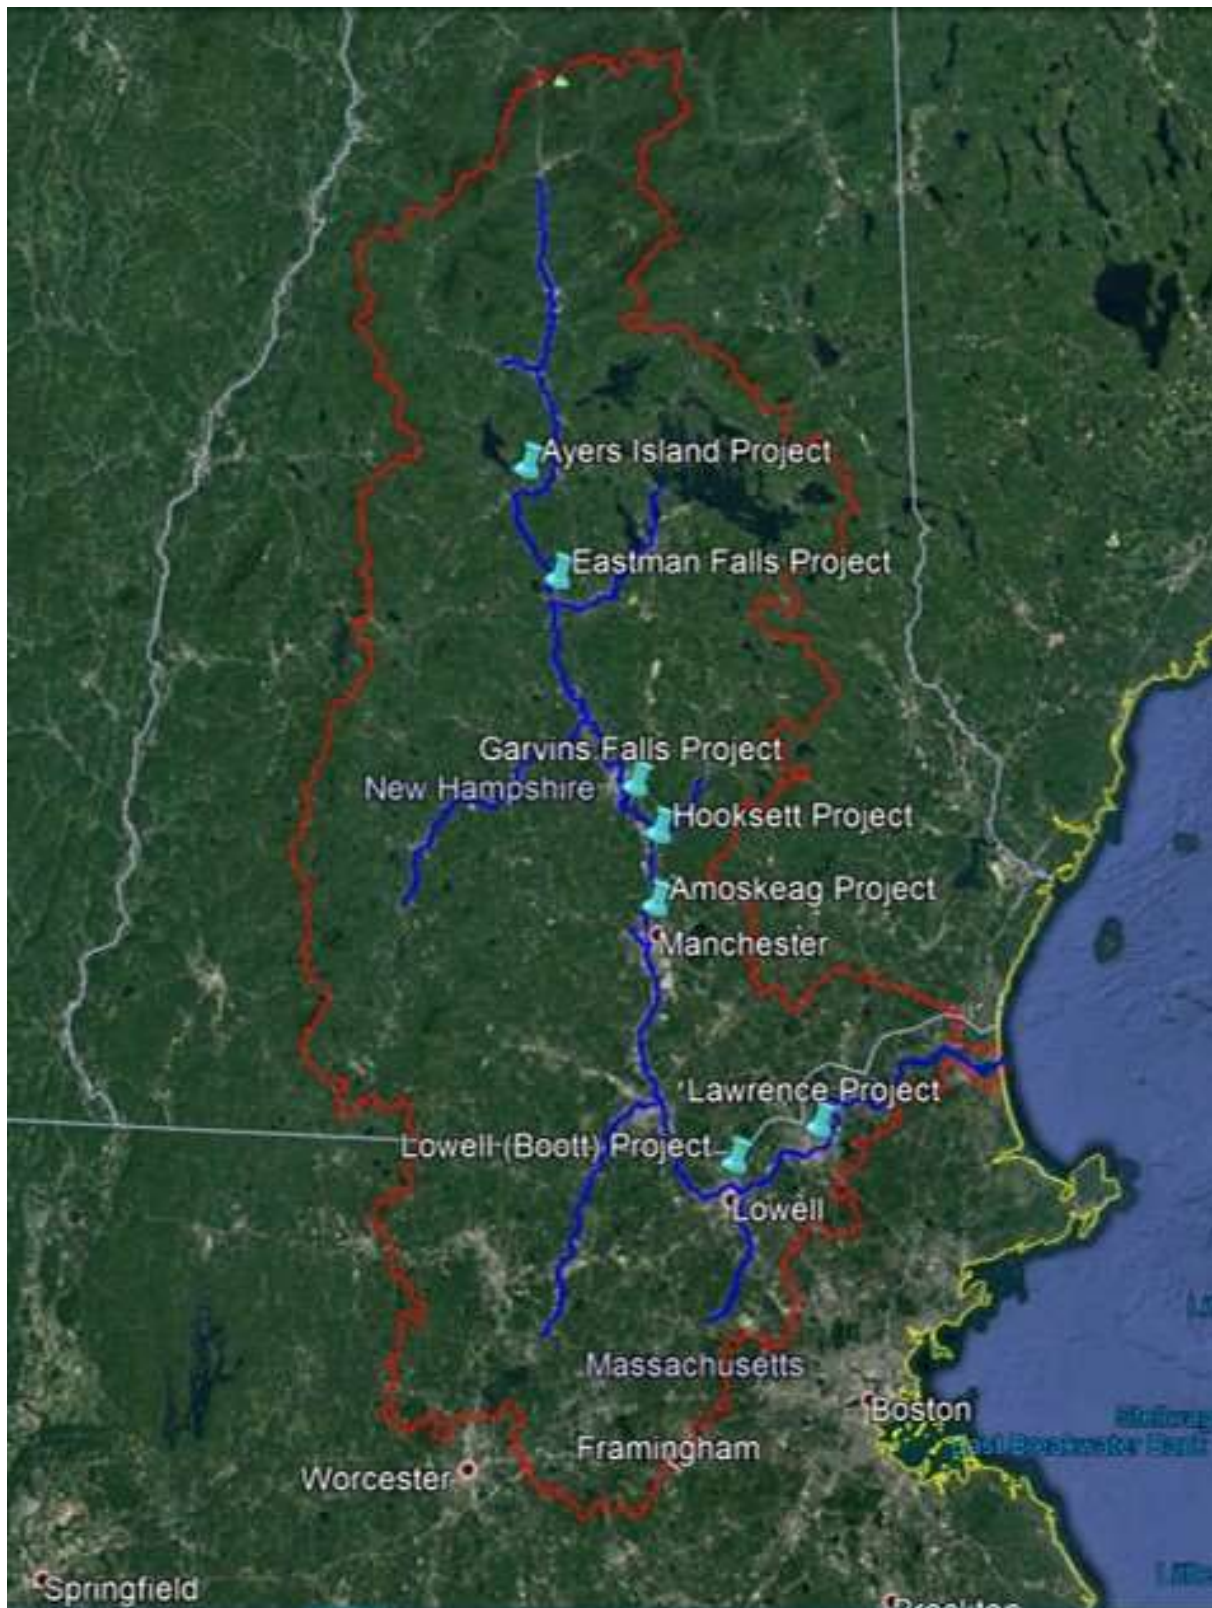 Ayers Island Project
Eastman Falls Project
Garvins Falls Project
New Hampshire
Hooksett Project
Amoskeag Project
Manchester
Lawrence Project
Lowell (Boott) Project
Lowell
Massachusetts
Boston
Framingham
Worcester
Springfield